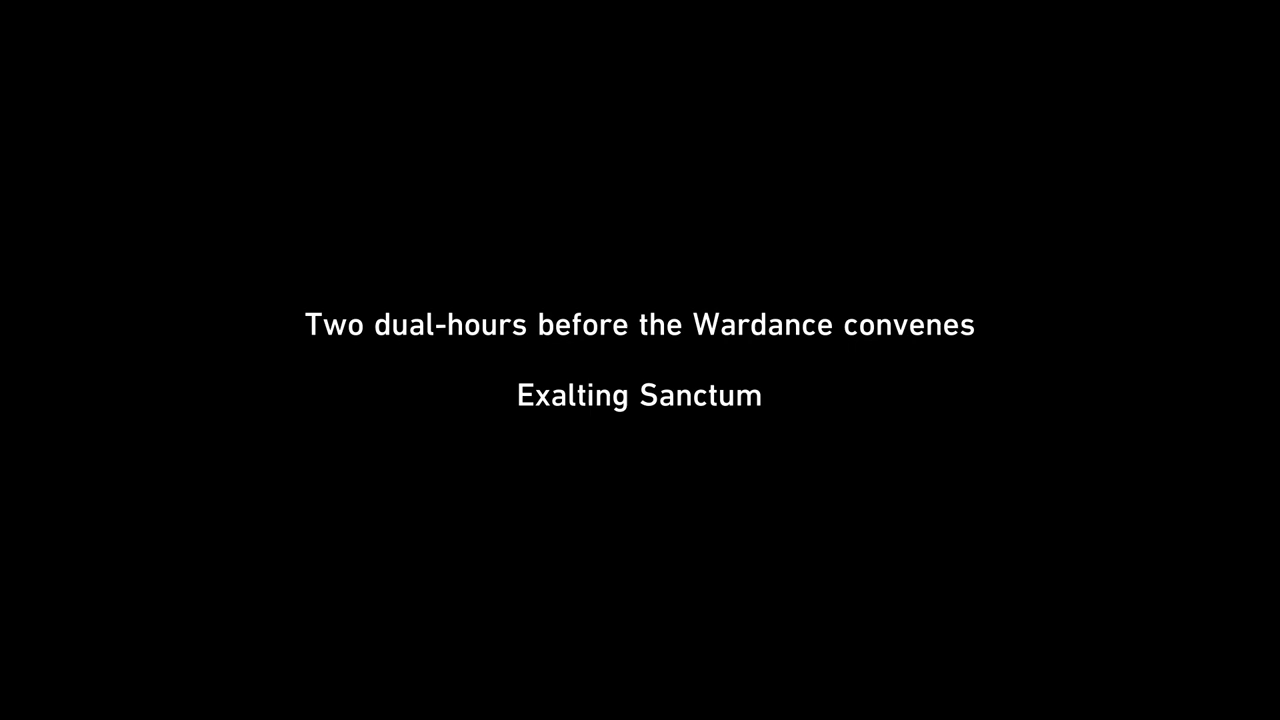 Two dual-hours before the Wardance convenes
Exalting Sanctum